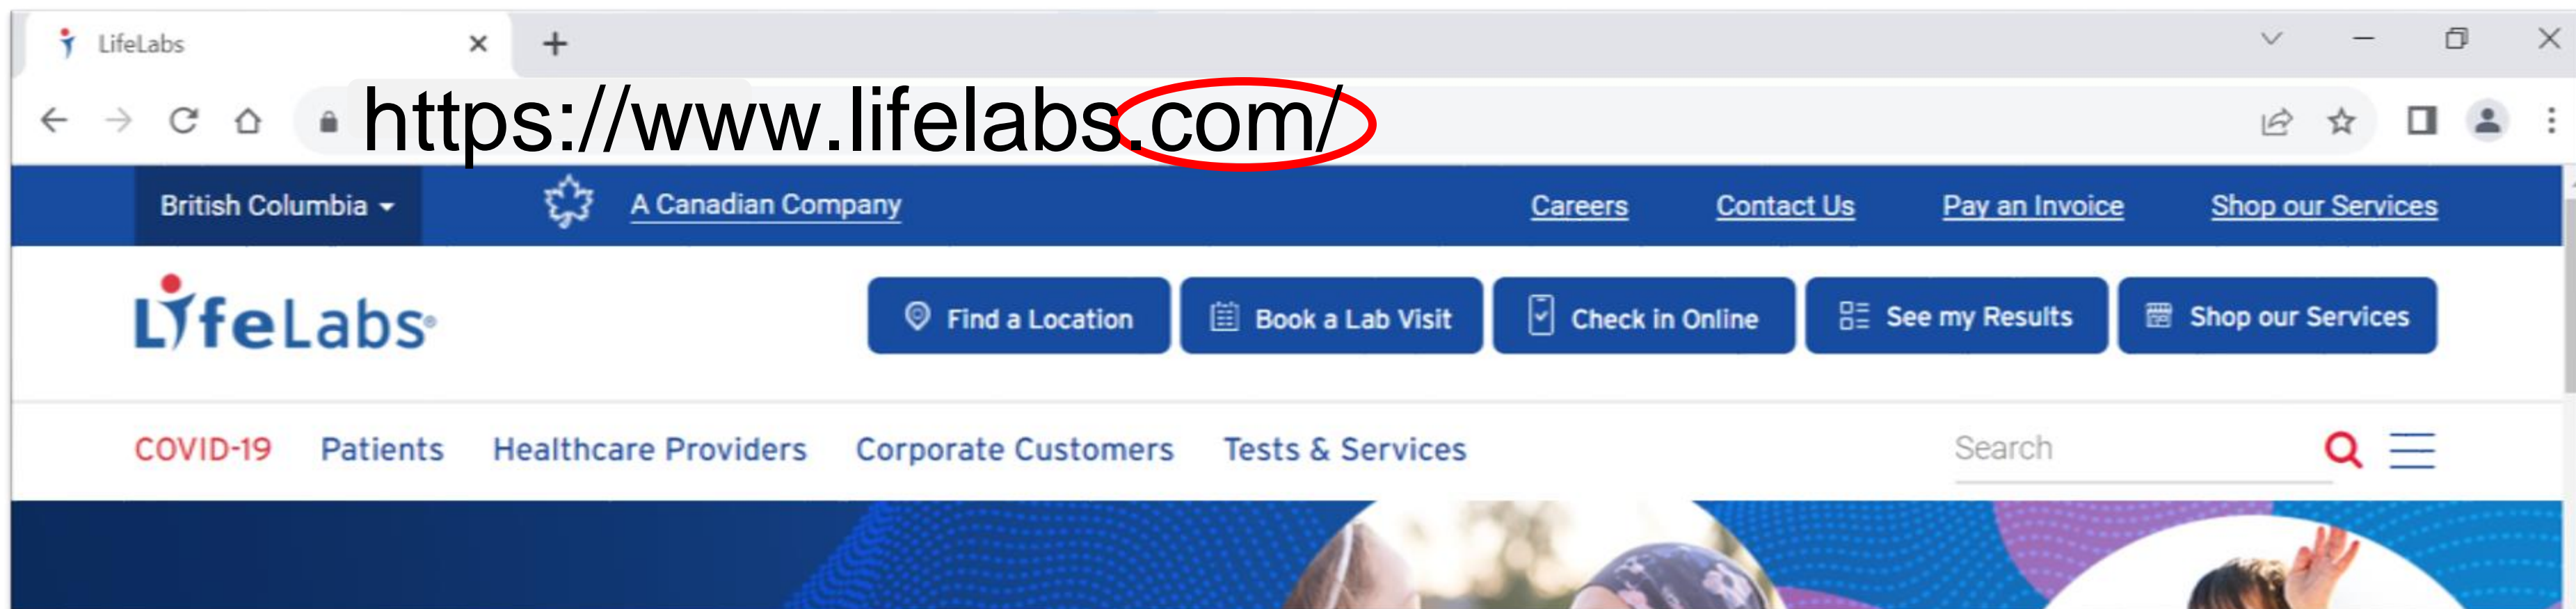 LifeLabs
https://www.lifelabs.com/
British Columbia A Canadian Company Careers Contact Us Pay an Invoice Shop our Services
LifeLabs®
Find a Location Book a Lab Visit Check in Online See my Results Shop our Services
COVID-19 Patients Healthcare Providers Corporate Customers Tests & Services Search